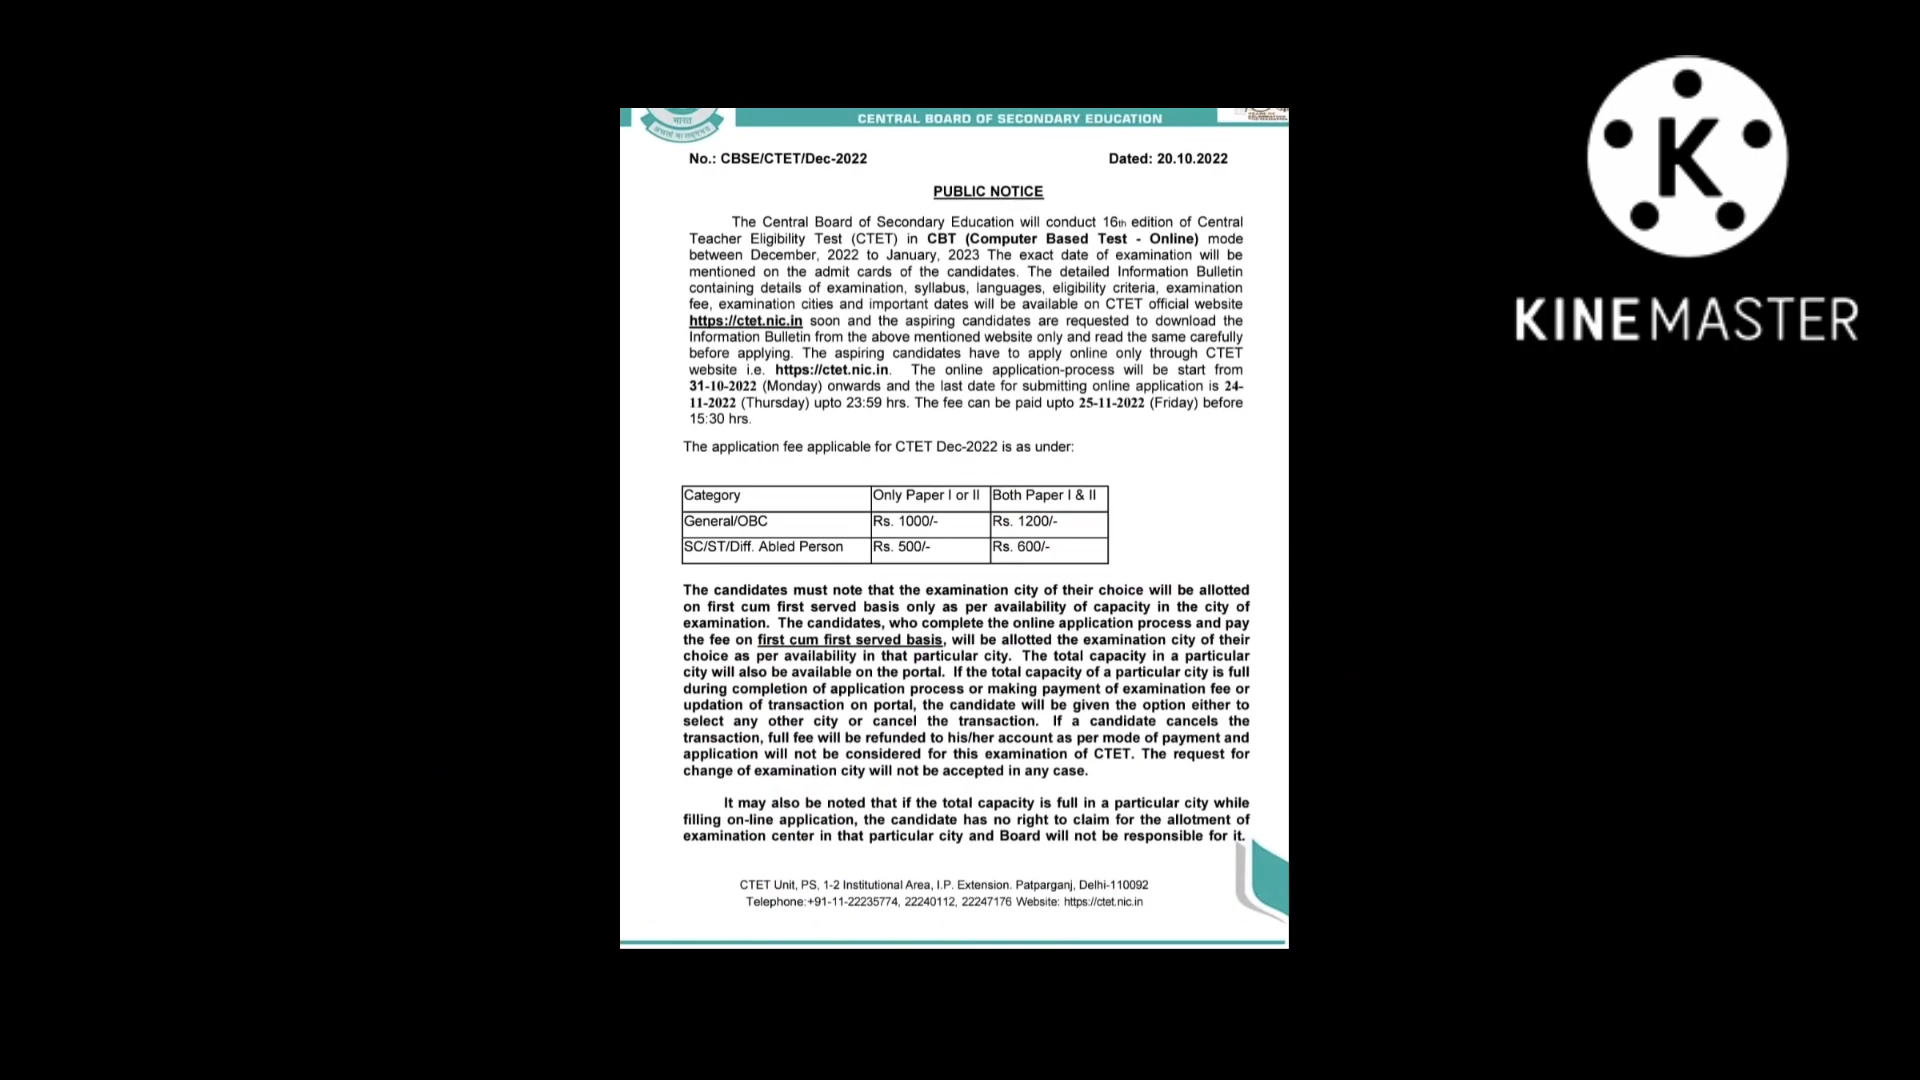 भारत
असतो मा सद्गमय
CENTRAL BOARD OF SECONDARY EDUCATION
No.: CBSE/CTET/Dec-2022 Dated: 20.10.2022
PUBLIC NOTICE
The Central Board of Secondary Education will conduct 16th edition of Central
Teacher Eligibility Test (CTET) in CBT (Computer Based Test - Online) mode
between December, 2022 to January, 2023 The exact date of examination will be
mentioned on the admit cards of the candidates. The detailed Information Bulletin
containing details of examination, syllabus, languages, eligibility criteria, examination
fee, examination cities and important dates will be available on CTET official website
https://ctet.nic.in soon and the aspiring candidates are requested to download the
Information Bulletin from the above mentioned website only and read the same carefully
before applying. The aspiring candidates have to apply online only through CTET
website i.e. https://ctet.nic.in. The online application-process will be start from
31-10-2022 (Monday) onwards and the last date for submitting online application is 24-
11-2022 (Thursday) upto 23:59 hrs. The fee can be paid upto 25-11-2022 (Friday) before
15:30 hrs.
The application fee applicable for CTET Dec-2022 is as under:
Category Only Paper I or II Both Paper I & II
General/OBC Rs. 1000/- Rs. 1200/-
SC/ST/Diff. Abled Person Rs. 500/- Rs. 600/-
The candidates must note that the examination city of their choice will be allotted
on first cum first served basis only as per availability of capacity in the city of
examination. The candidates, who complete the online application process and pay
the fee on first cum first served basis, will be allotted the examination city of their
choice as per availability in that particular city. The total capacity in a particular
city will also be available on the portal. If the total capacity of a particular city is full
during completion of application process or making payment of examination fee or
updation of transaction on portal, the candidate will be given the option either to
select any other city or cancel the transaction. If a candidate cancels the
transaction, full fee will be refunded to his/her account as per mode of payment and
application will not be considered for this examination of CTET. The request for
change of examination city will not be accepted in any case.
It may also be noted that if the total capacity is full in a particular city while
filling on-line application, the candidate has no right to claim for the allotment of
examination center in that particular city and Board will not be responsible for it.
CTET Unit, PS, 1-2 Institutional Area, I.P. Extension. Patparganj, Delhi-110092
Telephone:+91-11-22235774, 22240112, 22247176 Website: https://ctet.nic.in
K
KINEMASTER